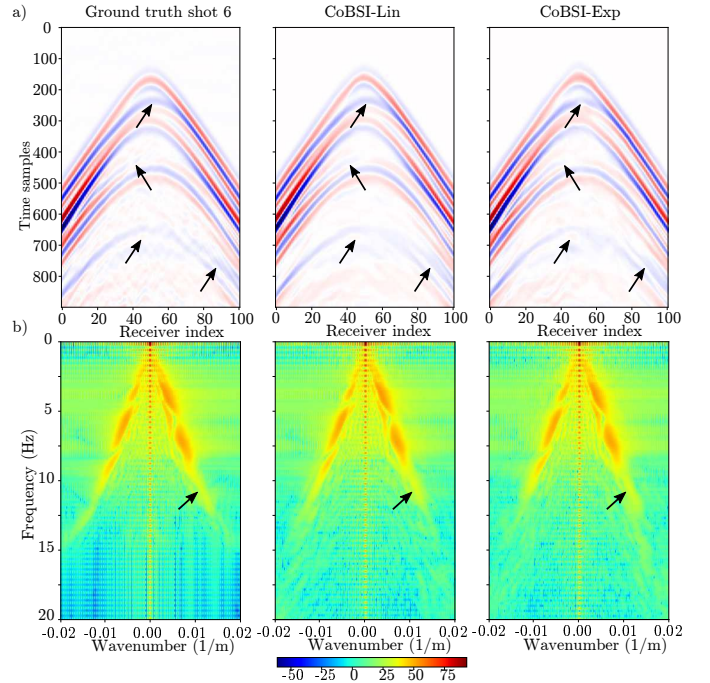 a)
Ground truth shot 6 CoBSI-Lin CoBSI-Exp
Time samples
0
100
200
300
400
500
600
700
800
0 20 40 60 80 100 0 20 40 60 80 100 0 20 40 60 80 100
Receiver index Receiver index Receiver index
b)
Frequency (Hz)
0
5
10
15
20
-0.02 -0.01 0.00 0.01 0.02 -0.02 -0.01 0.00 0.01 0.02 -0.02 -0.01 0.00 0.01 0.02
Wavenumber (1/m) Wavenumber (1/m) Wavenumber (1/m)
-50 -25 0 25 50 75